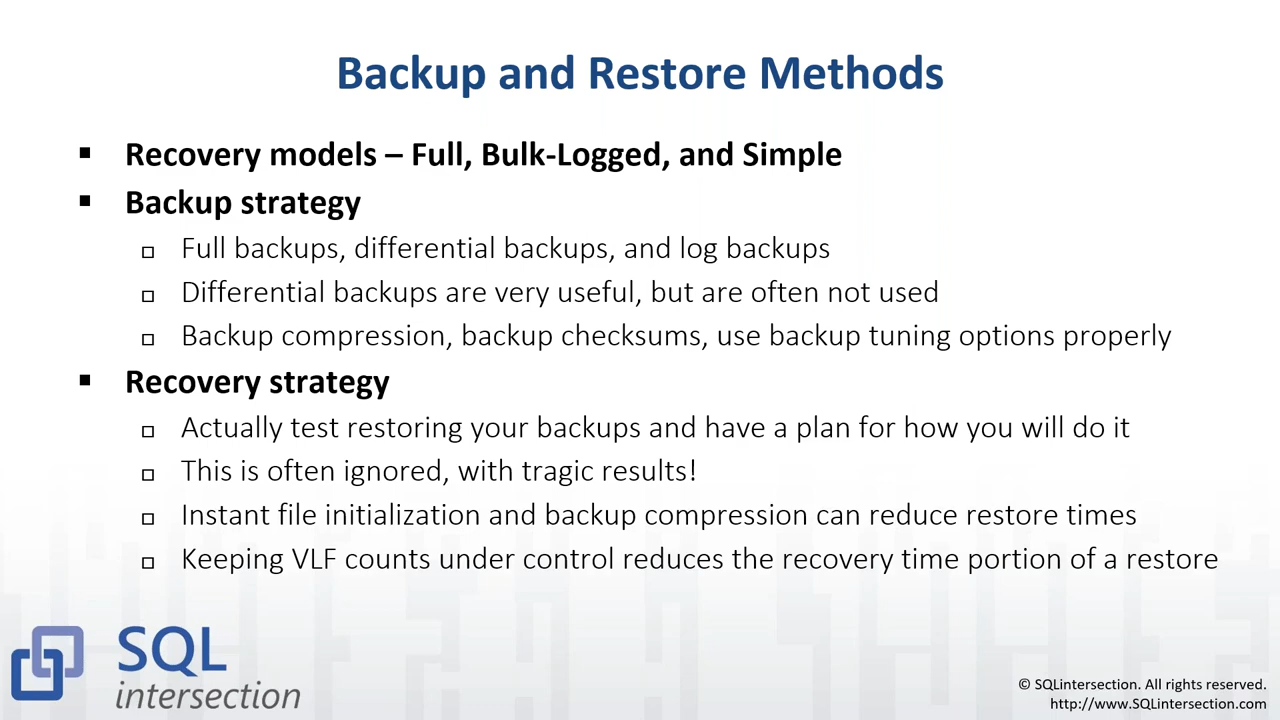 Backup and Restore Methods
▪ Recovery models – Full, Bulk-Logged, and Simple
▪ Backup strategy
▫ Full backups, differential backups, and log backups
▫ Differential backups are very useful, but are often not used
▫ Backup compression, backup checksums, use backup tuning options properly
▪ Recovery strategy
▫ Actually test restoring your backups and have a plan for how you will do it
▫ This is often ignored, with tragic results!
▫ Instant file initialization and backup compression can reduce restore times
▫ Keeping VLF counts under control reduces the recovery time portion of a restore
SQL
intersection
© SQLintersection. All rights reserved.
http://www.SQLintersection.com